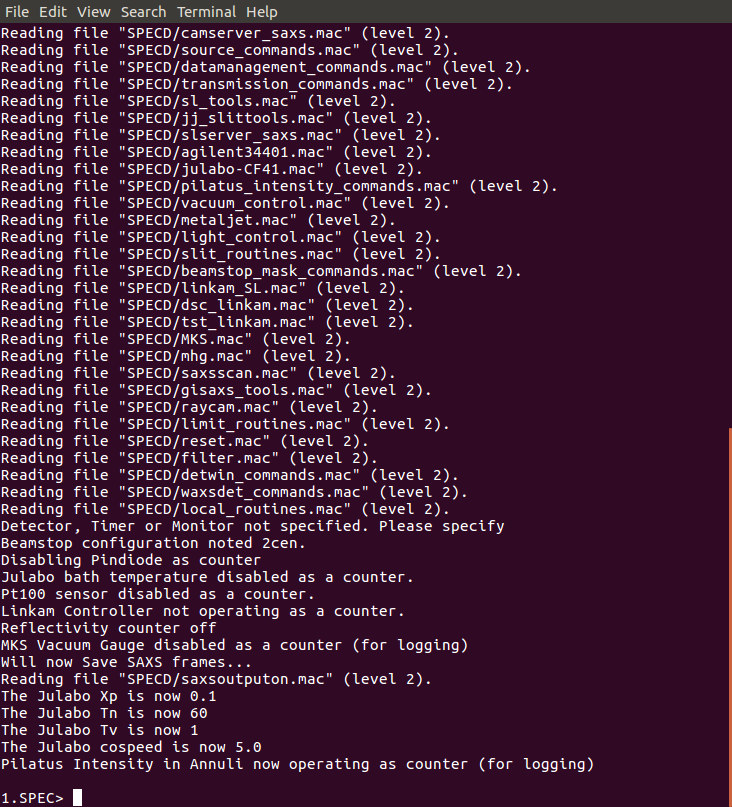 File Edit View Search Terminal Help
Reading file "SPECD/camserver_saxs.mac" (level 2).
Reading file "SPECD/source_commands.mac" (level 2).
Reading file "SPECD/datamanagement_commands.mac" (level 2).
Reading file "SPECD/transmission_commands.mac" (level 2).
Reading file "SPECD/sl_tools.mac" (level 2).
Reading file "SPECD/jj_slittools.mac" (level 2).
Reading file "SPECD/slserver_saxs.mac" (level 2).
Reading file "SPECD/agilent34401.mac" (level 2).
Reading file "SPECD/julabo-CF41.mac" (level 2).
Reading file "SPECD/pilatus_intensity_commands.mac" (level 2).
Reading file "SPECD/vacuum_control.mac" (level 2).
Reading file "SPECD/metaljet.mac" (level 2).
Reading file "SPECD/light_control.mac" (level 2).
Reading file "SPECD/slit_routines.mac" (level 2).
Reading file "SPECD/beamstop_mask_commands.mac" (level 2).
Reading file "SPECD/linkam_SL.mac" (level 2).
Reading file "SPECD/dsc_linkam.mac" (level 2).
Reading file "SPECD/tst_linkam.mac" (level 2).
Reading file "SPECD/MKS.mac" (level 2).
Reading file "SPECD/mhg.mac" (level 2).
Reading file "SPECD/saxsscan.mac" (level 2).
Reading file "SPECD/gisaxs_tools.mac" (level 2).
Reading file "SPECD/raycam.mac" (level 2).
Reading file "SPECD/limit_routines.mac" (level 2).
Reading file "SPECD/reset.mac" (level 2).
Reading file "SPECD/filter.mac" (level 2).
Reading file "SPECD/detwin_commands.mac" (level 2).
Reading file "SPECD/waxsdet_commands.mac" (level 2).
Reading file "SPECD/local_routines.mac" (level 2).
Detector, Timer or Monitor not specified. Please specify
Beamstop configuration noted 2cen.
Disabling Pindiode as counter
Julabo bath temperature disabled as a counter.
Pt100 sensor disabled as a counter.
Linkam Controller not operating as a counter.
Reflectivity counter off
MKS Vacuum Gauge disabled as a counter (for logging)
Will now Save SAXS frames...
Reading file "SPECD/saxsoutputon.mac" (level 2).
The Julabo Xp is now 0.1
The Julabo Tn is now 60
The Julabo Tv is now 1
The Julabo cospeed is now 5.0
Pilatus Intensity in Annuli now operating as counter (for logging)
1.SPEC>